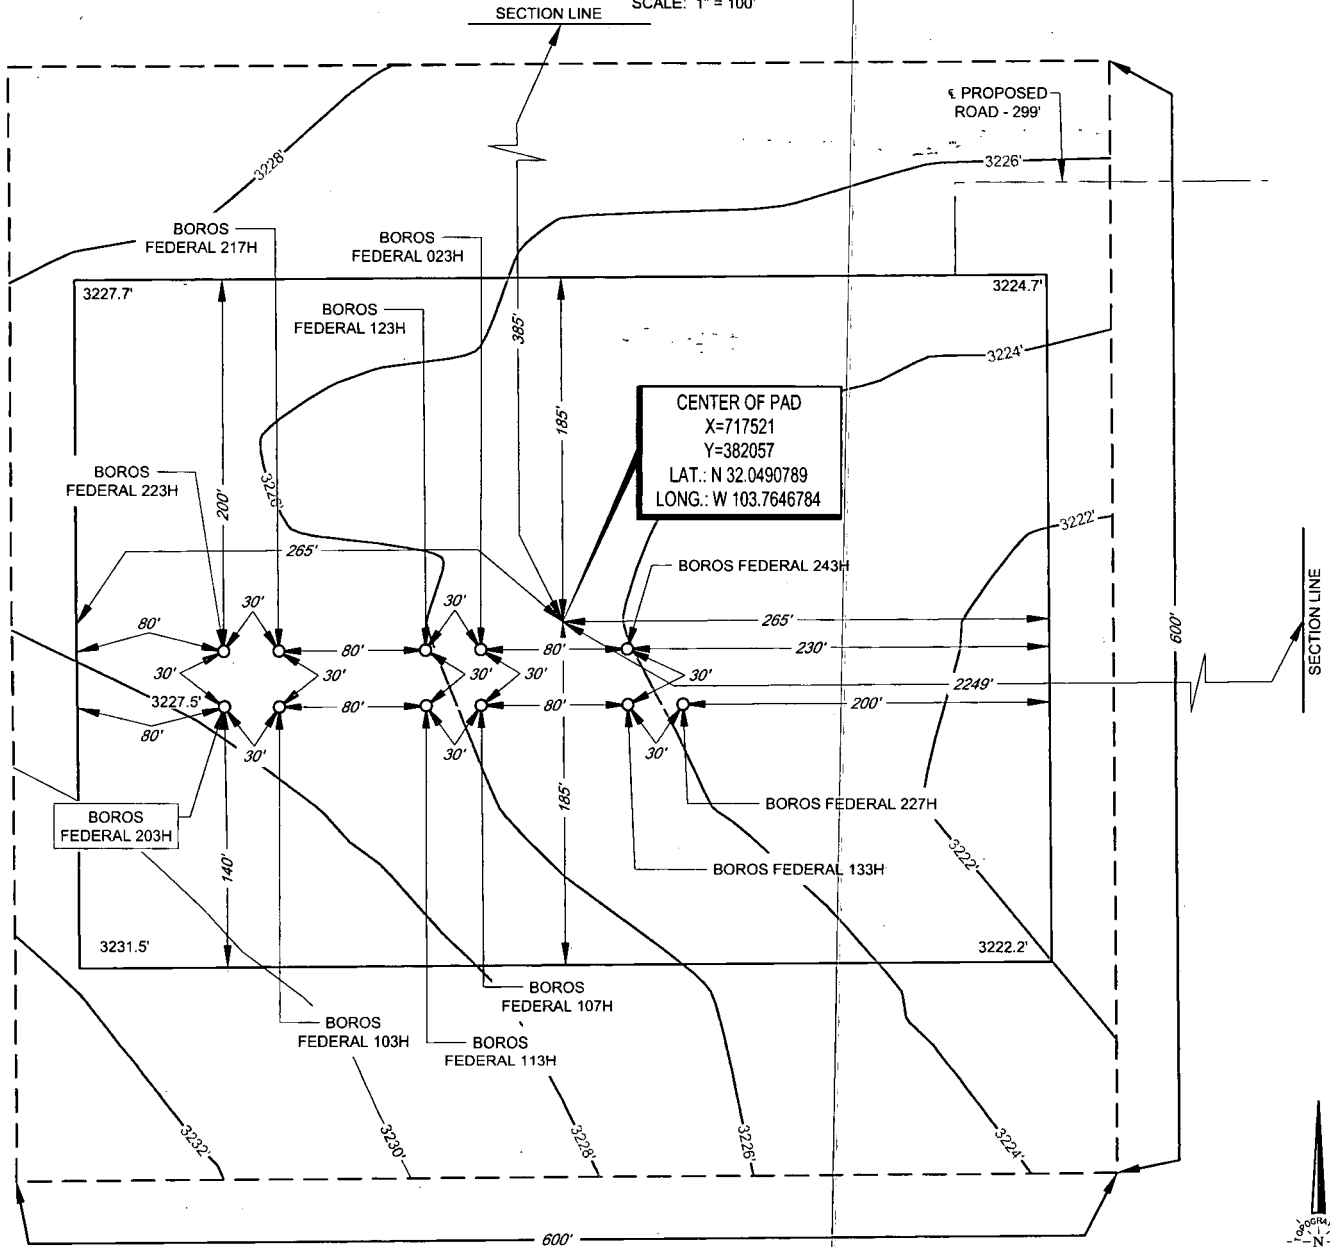 SCALE: 1" = 100'
SECTION LINE
℄ PROPOSED
ROAD - 299'
3228'
3226'
BOROS
FEDERAL 217H
BOROS
FEDERAL 023H
3227.7'
3224.7'
BOROS
FEDERAL 123H
385'
3224'
185'
CENTER OF PAD
X=717521
Y=382057
LAT.: N 32.0490789
LONG.: W 103.7646784
BOROS
FEDERAL 223H
200'
3222'
265'
BOROS FEDERAL 243H
SECTION LINE
80'
30'
30'
265'
600'
80'
80'
230'
30'
30'
30'
30'
30'
2249'
3227.5'
80'
80'
200'
80'
30'
30'
30'
BOROS
FEDERAL 203H
185'
BOROS FEDERAL 227H
140'
3222'
BOROS FEDERAL 133H
3231.5'
3222.2'
BOROS
FEDERAL 107H
BOROS
FEDERAL 103H
BOROS
FEDERAL 113H
3232'
3230'
3228'
3226'
3224'
600'
N